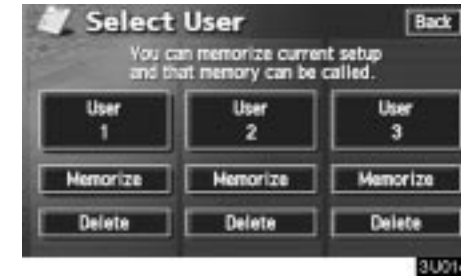 Select User Back
You can memorize current setup
and that memory can be called.
User User User
1 2 3
Memorize Memorize Memorize
Delete Delete Delete